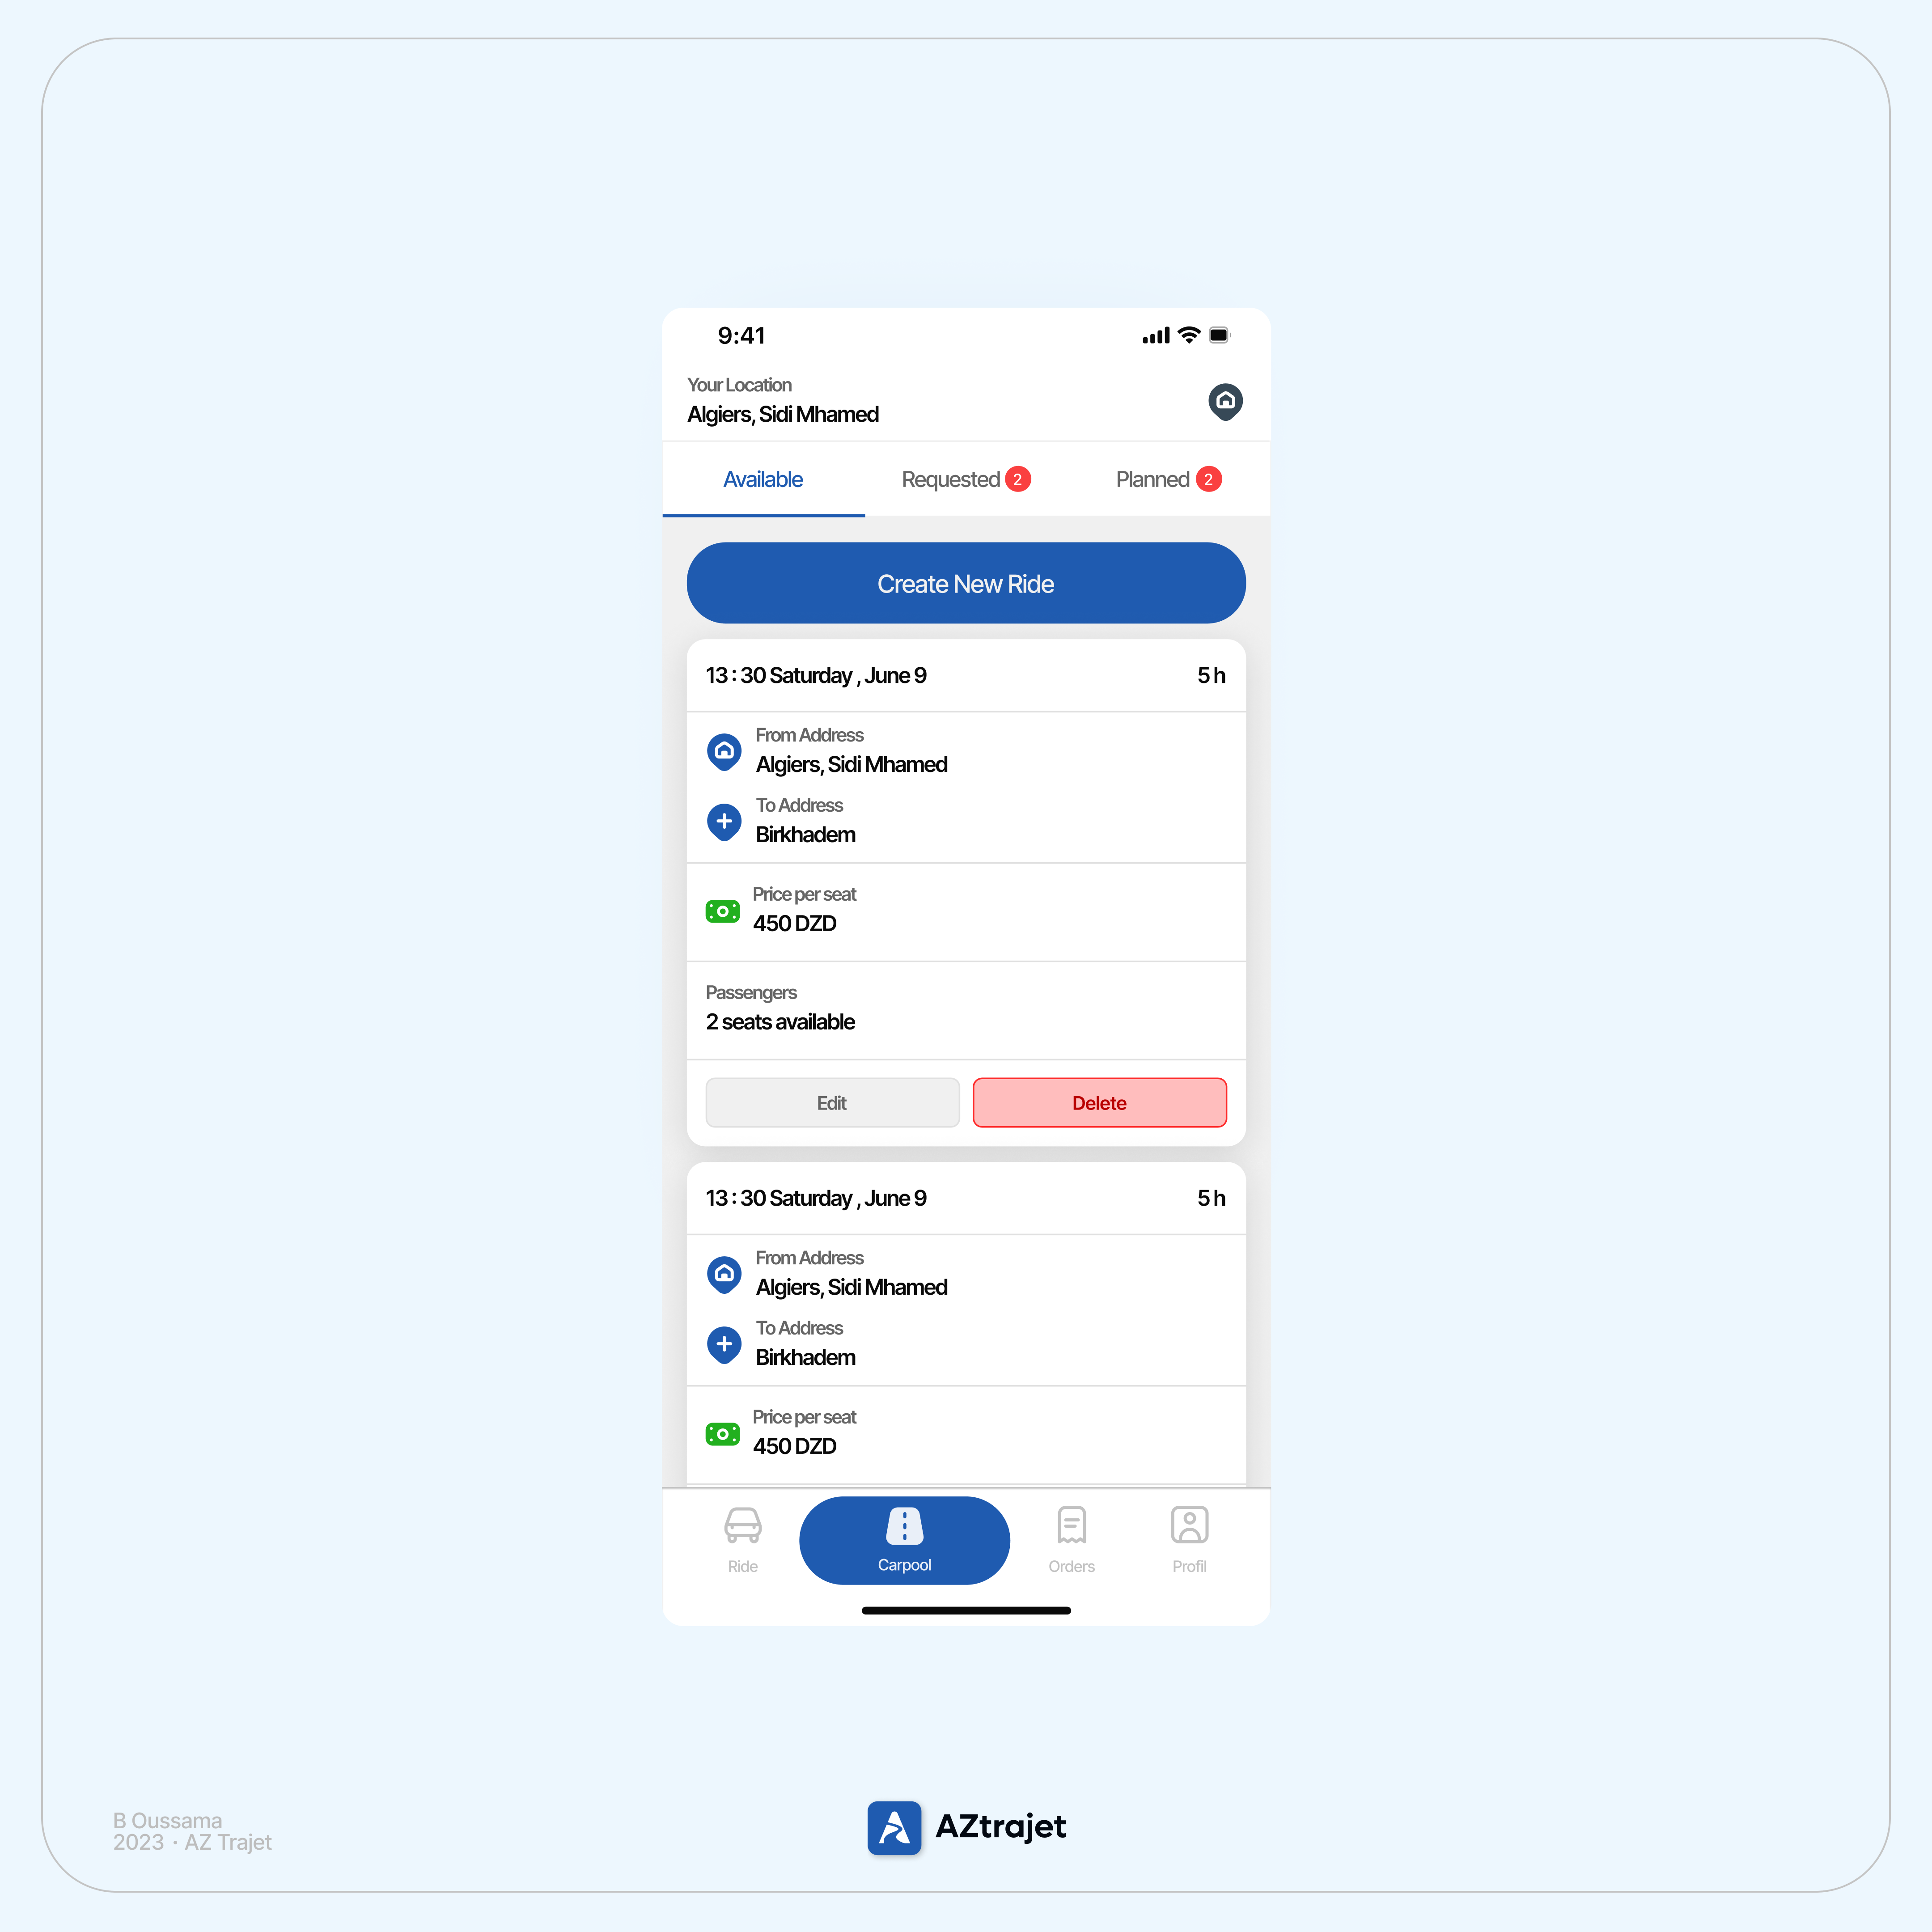 9:41
Your Location
Algiers, Sidi Mhamed
Available
Requested 2
Planned 2
Create New Ride
13 : 30 Saturday , June 9
5 h
From Address
Algiers, Sidi Mhamed
To Address
Birkhadem
Price per seat
450 DZD
Passengers
2 seats available
Edit
Delete
13 : 30 Saturday , June 9
5 h
From Address
Algiers, Sidi Mhamed
To Address
Birkhadem
Price per seat
450 DZD
Ride
Carpool
Orders
Profil
B Oussama
2023 · AZ Trajet
AZtrajet